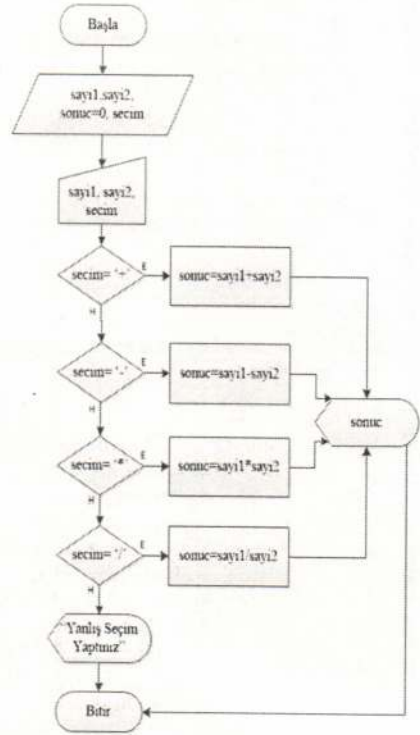 Başla
sayı1,sayı2,
sonuc=0, secim
sayı1, sayı2,
secim
secim= '+'
E
sonuc=sayı1+sayı2
H
secim= '-'
E
sonuc=sayı1-sayı2
H
sonuc
secim= '*'
E
sonuc=sayı1*sayı2
H
secim= '/'
E
sonuc=sayı1/sayı2
H
"Yanlış Seçim
Yaptınız"
Bitir